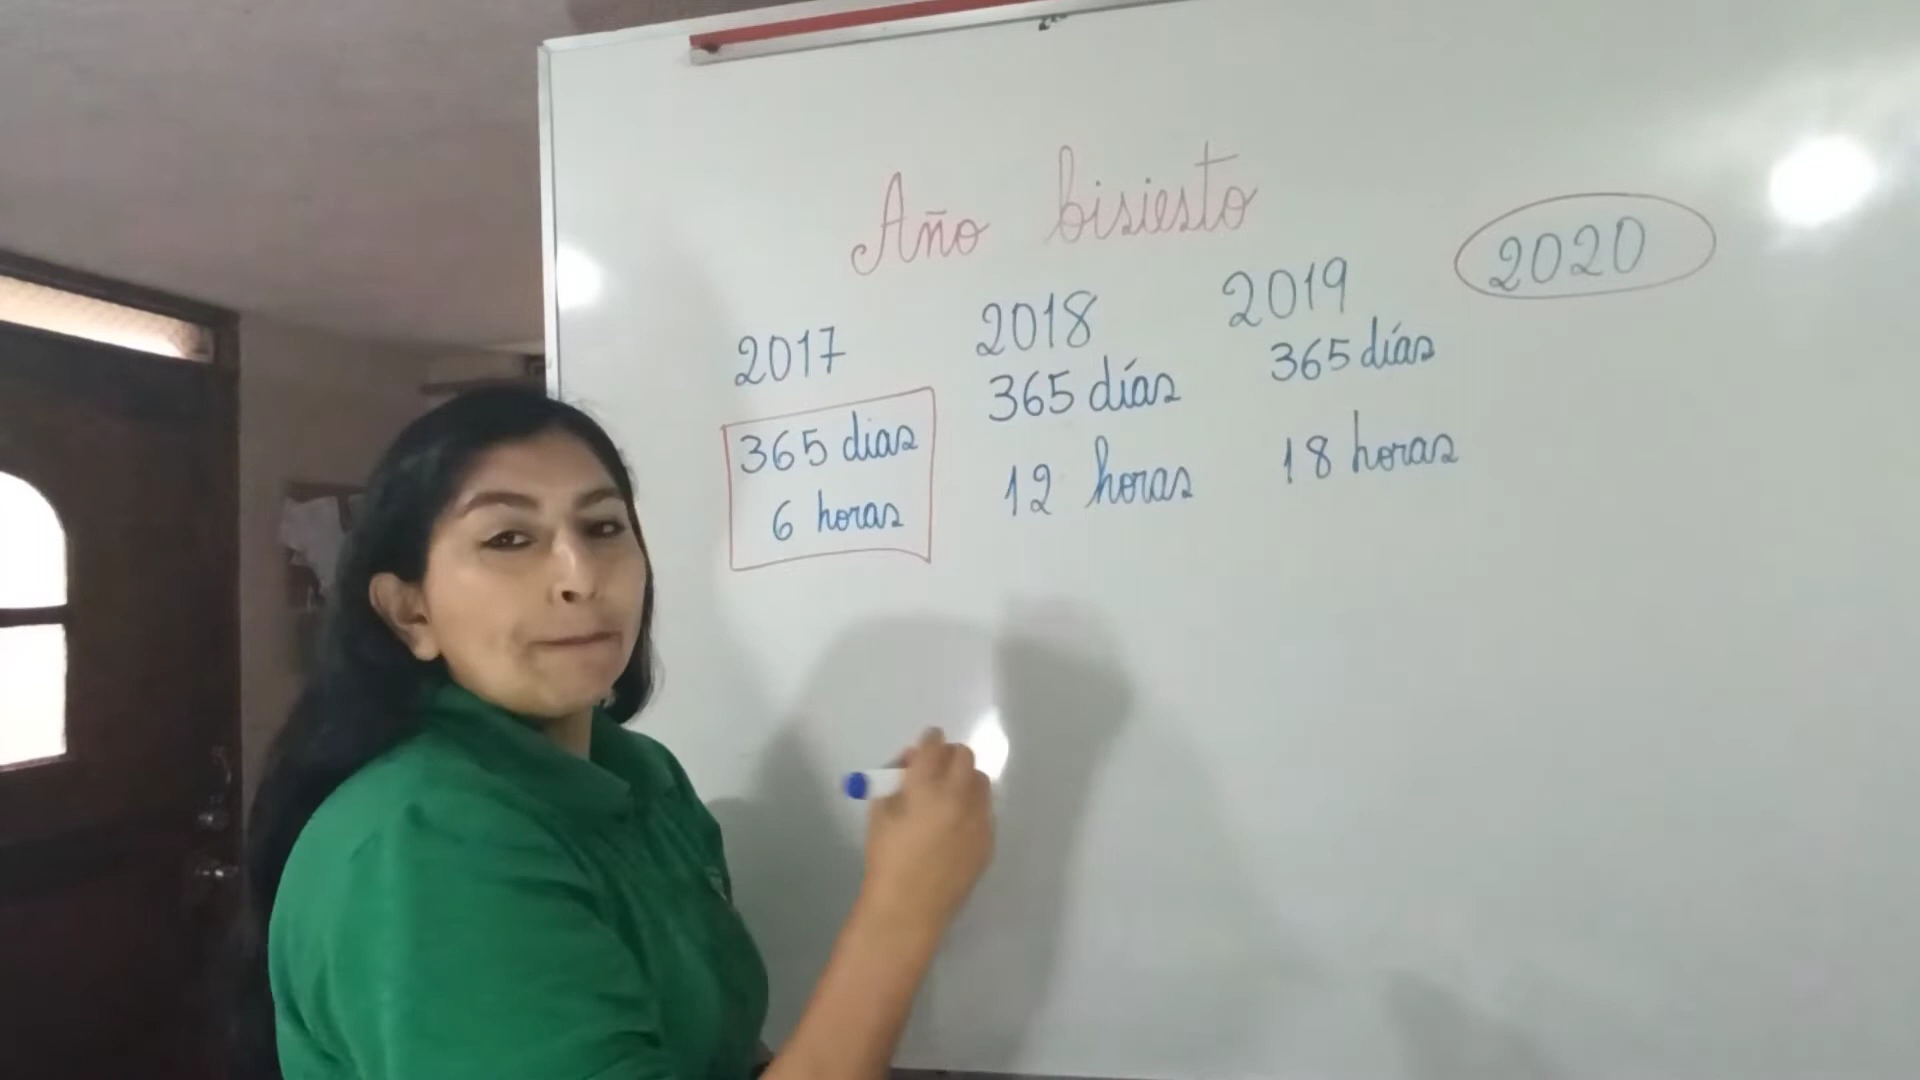 Año bisiesto
2017
365 dias
6 horas
2018
365 días
12 horas
2019
365 días
18 horas
2020